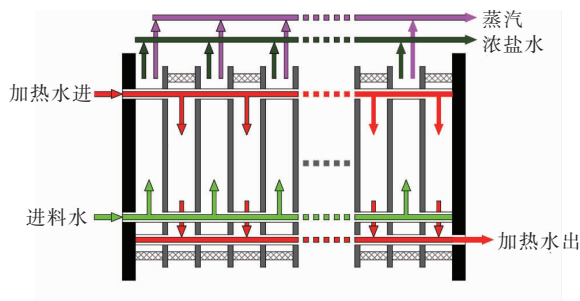 蒸汽
浓盐水
加热水进
进料水
加热水出